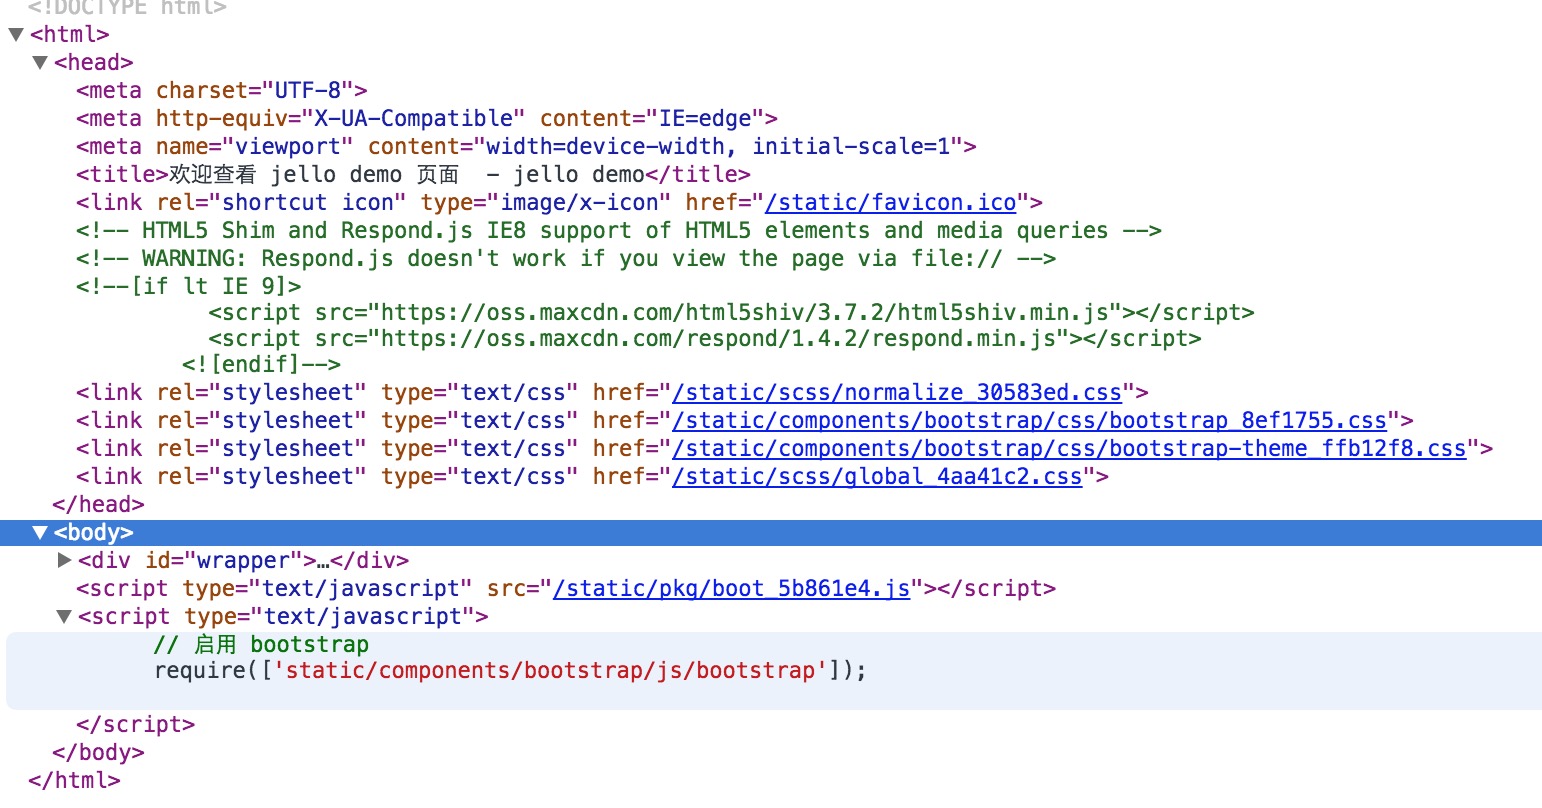 <!DOCTYPE html>
<html>
<head>
<meta charset="UTF-8">
<meta http-equiv="X-UA-Compatible" content="IE=edge">
<meta name="viewport" content="width=device-width, initial-scale=1">
<title>欢迎查看 jello demo 页面  - jello demo</title>
<link rel="shortcut icon" type="image/x-icon" href="/static/favicon.ico">
<!-- HTML5 Shim and Respond.js IE8 support of HTML5 elements and media queries -->
<!-- WARNING: Respond.js doesn't work if you view the page via file:// -->
<!--[if lt IE 9]>
<script src="https://oss.maxcdn.com/html5shiv/3.7.2/html5shiv.min.js"></script>
<script src="https://oss.maxcdn.com/respond/1.4.2/respond.min.js"></script>
<![endif]-->
<link rel="stylesheet" type="text/css" href="/static/scss/normalize_30583ed.css">
<link rel="stylesheet" type="text/css" href="/static/components/bootstrap/css/bootstrap_8ef1755.css">
<link rel="stylesheet" type="text/css" href="/static/components/bootstrap/css/bootstrap-theme_ffb12f8.css">
<link rel="stylesheet" type="text/css" href="/static/scss/global_4aa41c2.css">
</head>
<body>
<div id="wrapper">…</div>
<script type="text/javascript" src="/static/pkg/boot_5b861e4.js"></script>
<script type="text/javascript">
// 启用 bootstrap
require(['static/components/bootstrap/js/bootstrap']);
</script>
</body>
</html>